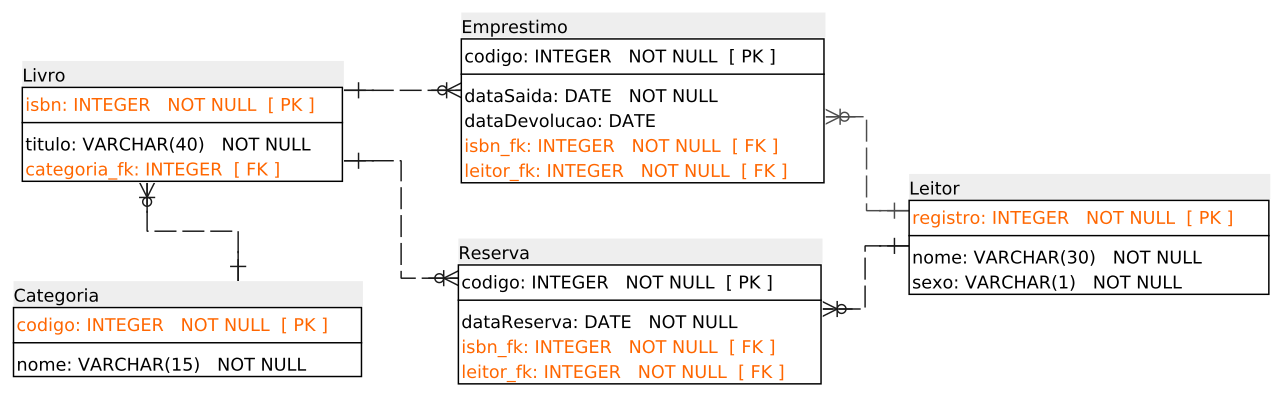 Emprestimo
codigo: INTEGER NOT NULL [ PK ]
dataSaida: DATE NOT NULL
dataDevolucao: DATE
isbn_fk: INTEGER NOT NULL [ FK ]
leitor_fk: INTEGER NOT NULL [ FK ]
Livro
isbn: INTEGER NOT NULL [ PK ]
titulo: VARCHAR(40) NOT NULL
categoria_fk: INTEGER [ FK ]
Leitor
registro: INTEGER NOT NULL [ PK ]
nome: VARCHAR(30) NOT NULL
sexo: VARCHAR(1) NOT NULL
Reserva
codigo: INTEGER NOT NULL [ PK ]
dataReserva: DATE NOT NULL
isbn_fk: INTEGER NOT NULL [ FK ]
leitor_fk: INTEGER NOT NULL [ FK ]
Categoria
codigo: INTEGER NOT NULL [ PK ]
nome: VARCHAR(15) NOT NULL